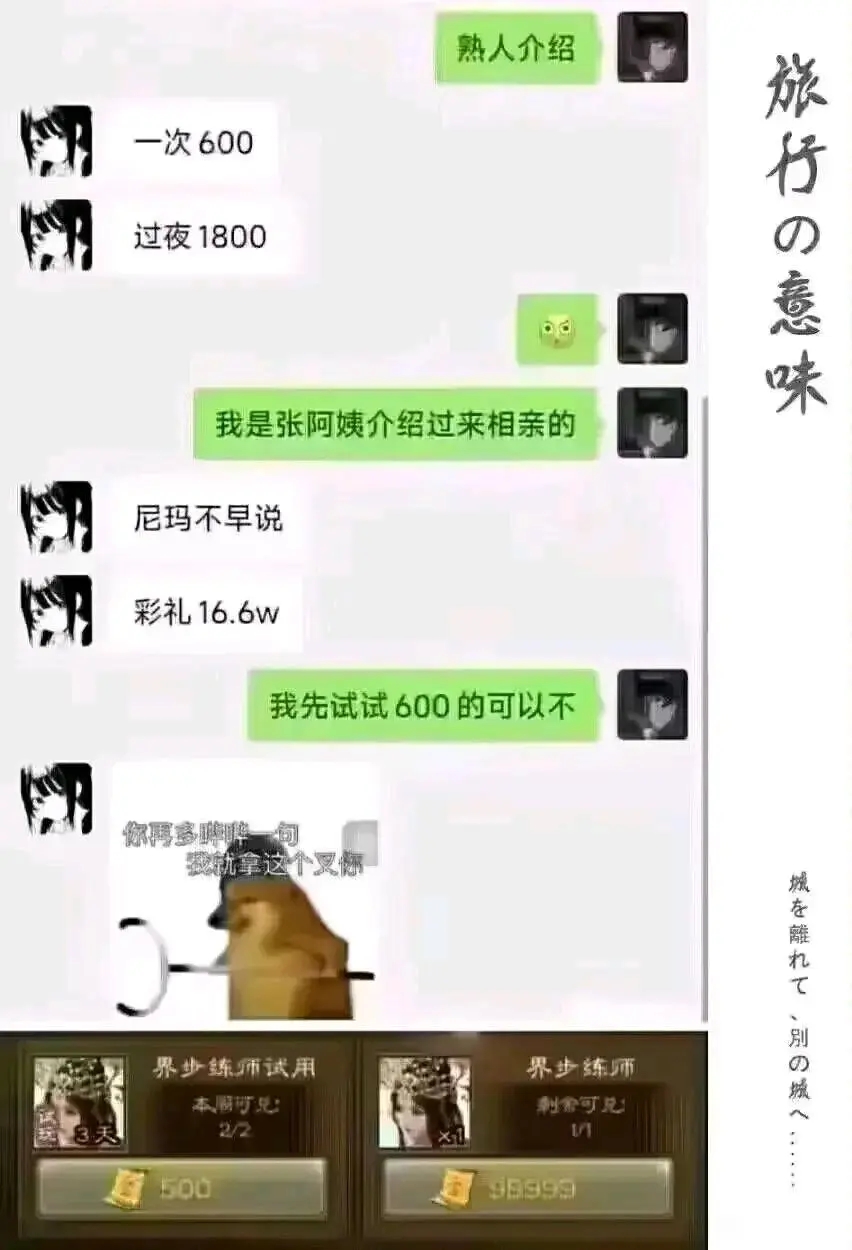 熟人介绍
一次600
过夜1800
我是张阿姨介绍过来相亲的
尼玛不早说
彩礼16.6w
我先试试600的可以不
你再多哔哔一句
我就拿这个叉你
界步练师试用
本周可兑:
2/2
试玩
3天
500
界步练师
剩余可兑:
1/1
x1
99999
旅行の意味
城を離れて、別の城へ……